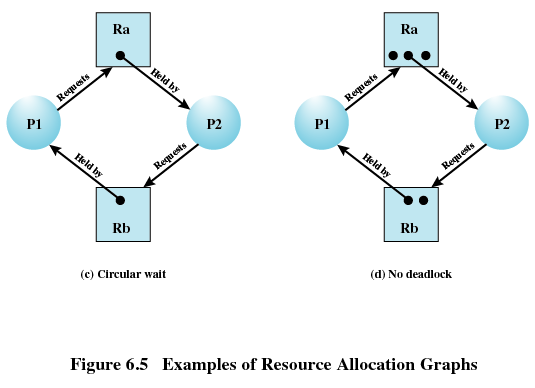 Ra
Requests
Held by
P1
P2
Held by
Requests
Rb
(c) Circular wait
Ra
Requests
Held by
P1
P2
Held by
Requests
Rb
(d) No deadlock
Figure 6.5 Examples of Resource Allocation Graphs